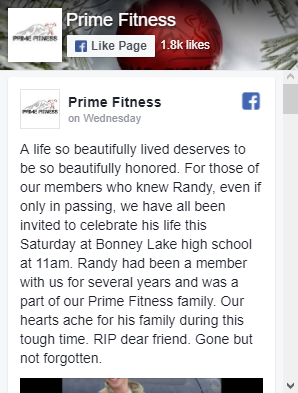 Prime Fitness
Like Page
1.8k likes
PRIME FITNESS
PRIME FITNESS
Prime Fitness
on Wednesday
A life so beautifully lived deserves to
be so beautifully honored. For those of
our members who knew Randy, even if
only in passing, we have all been
invited to celebrate his life this
Saturday at Bonney Lake high school
at 11am. Randy had been a member
with us for several years and was a
part of our Prime Fitness family. Our
hearts ache for his family during this
tough time. RIP dear friend. Gone but
not forgotten.